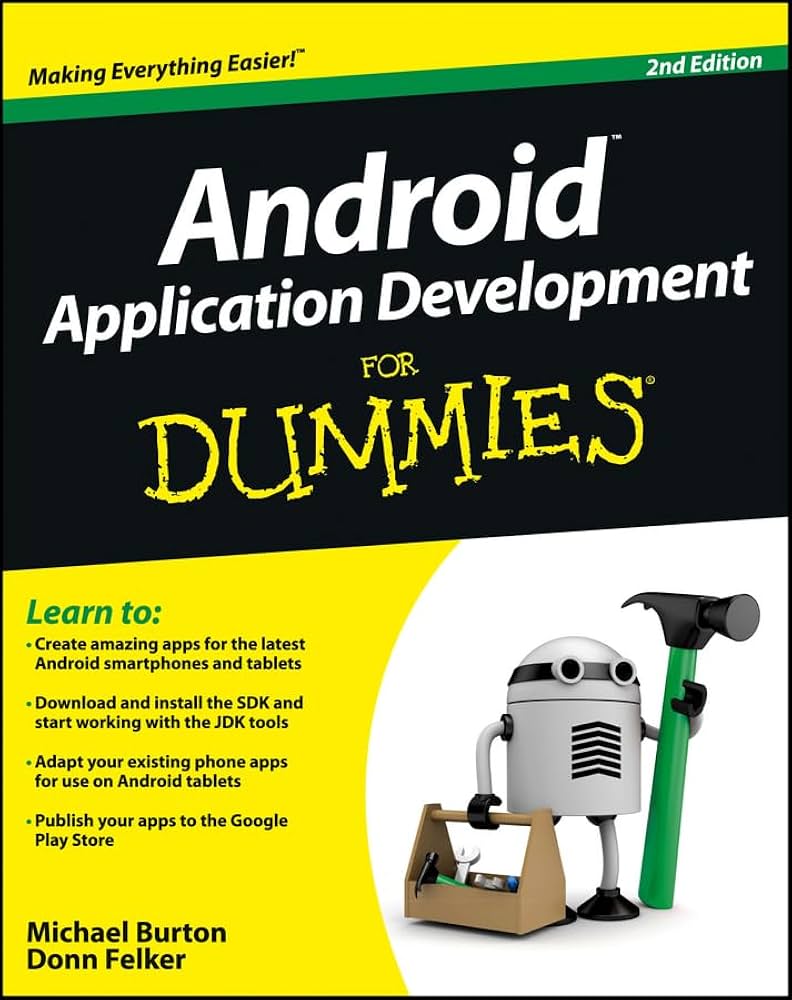 Making Everything Easier!™
2nd Edition
Android™
Application Development
FOR
DUMMIES®
Learn to:
• Create amazing apps for the latest
Android smartphones and tablets
• Download and install the SDK and
start working with the JDK tools
• Adapt your existing phone apps
for use on Android tablets
• Publish your apps to the Google
Play Store
Michael Burton
Donn Felker